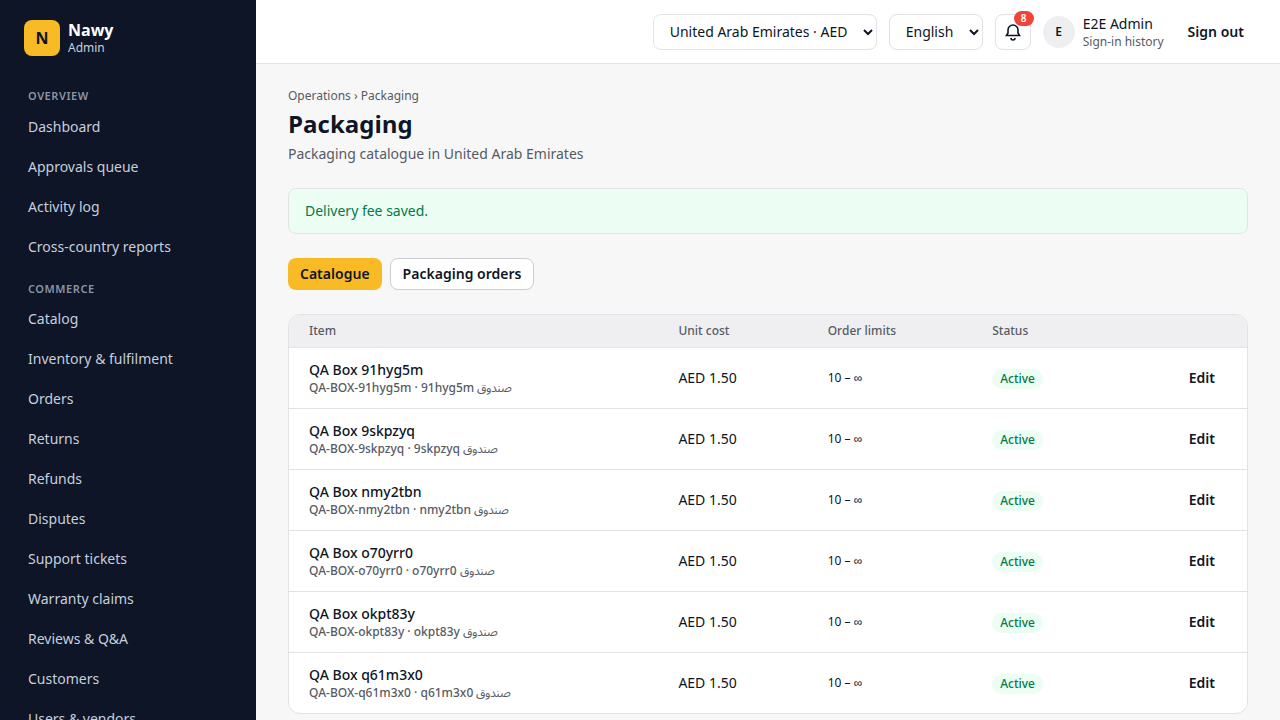 N
Nawy
Admin
OVERVIEW
Dashboard
Approvals queue
Activity log
Cross-country reports
COMMERCE
Catalog
Inventory & fulfilment
Orders
Returns
Refunds
Disputes
Support tickets
Warranty claims
Reviews & Q&A
Customers
Users & vendors
United Arab Emirates · AED
English
8
E
E2E Admin
Sign-in history
Sign out
Operations › Packaging
Packaging
Packaging catalogue in United Arab Emirates
Delivery fee saved.
Catalogue
Packaging orders
Item Unit cost Order limits Status
QA Box 91hyg5m
QA-BOX-91hyg5m · 91hyg5m صندوق
AED 1.50 10 – ∞ Active Edit
QA Box 9skpzyq
QA-BOX-9skpzyq · 9skpzyq صندوق
AED 1.50 10 – ∞ Active Edit
QA Box nmy2tbn
QA-BOX-nmy2tbn · nmy2tbn صندوق
AED 1.50 10 – ∞ Active Edit
QA Box o70yrr0
QA-BOX-o70yrr0 · o70yrr0 صندوق
AED 1.50 10 – ∞ Active Edit
QA Box okpt83y
QA-BOX-okpt83y · okpt83y صندوق
AED 1.50 10 – ∞ Active Edit
QA Box q61m3x0
QA-BOX-q61m3x0 · q61m3x0 صندوق
AED 1.50 10 – ∞ Active Edit